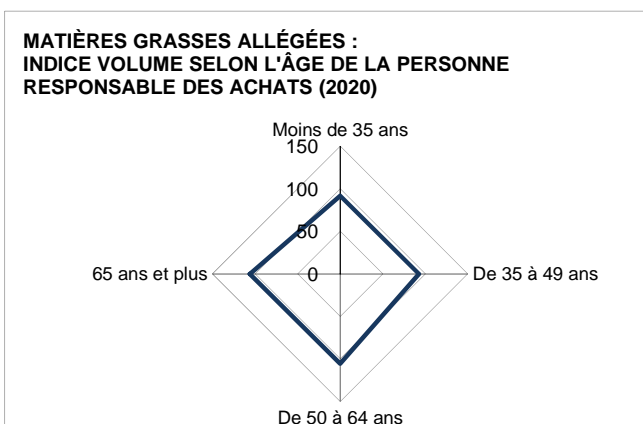 MATIÈRES GRASSES ALLÉGÉES :
INDICE VOLUME SELON L'ÂGE DE LA PERSONNE
RESPONSABLE DES ACHATS (2020)
Moins de 35 ans
150
100
50
65 ans et plus
0
De 35 à 49 ans
De 50 à 64 ans